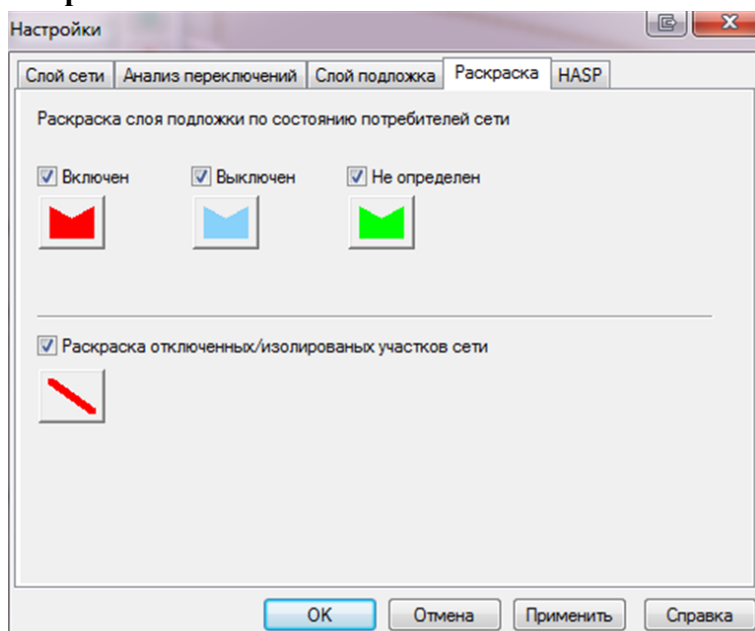 Настройки
Слой сети Анализ переключений Слой подложка Раскраска HASP
Раскраска слоя подложки по состоянию потребителей сети
Включен Выключен Не определен
Раскраска отключенных/изолированых участков сети
OK Отмена Применить Справка